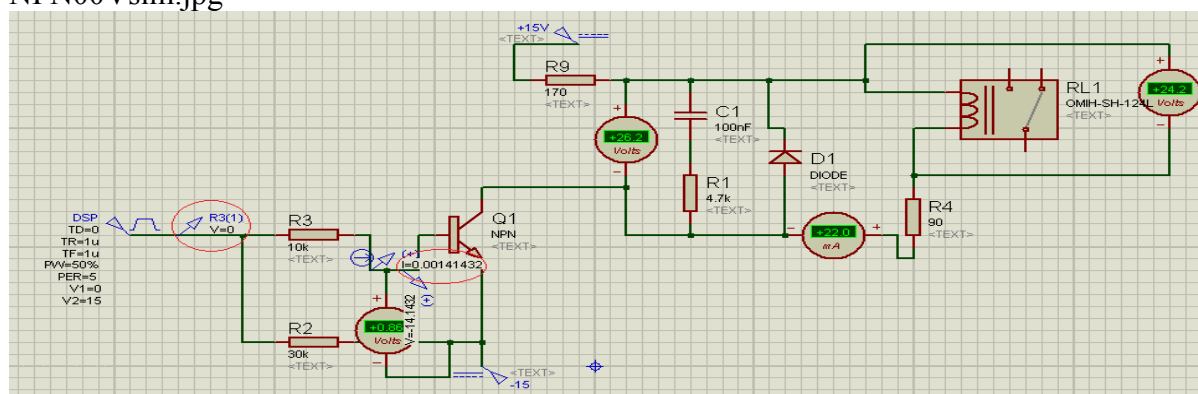 +15V
<TEXT>
R9
170
<TEXT>
C1
100nF
<TEXT>
+26.2
Volts
D1
DIODE
<TEXT>
R1
4.7k
<TEXT>
RL1
OMIH-SH-124L
<TEXT>
+24.2
Volts
R4
90
<TEXT>
+22.0
mA
DSP
TD=0
TR=1u
TF=1u
PW=50%
PER=5
V1=0
V2=15
R3(1)
V=0
R3
10k
Q1
NPN
<TEXT>
I=0.00141432
V=-14.1432
+0.86
Volts
R2
30k
<TEXT>
<TEXT>
-15